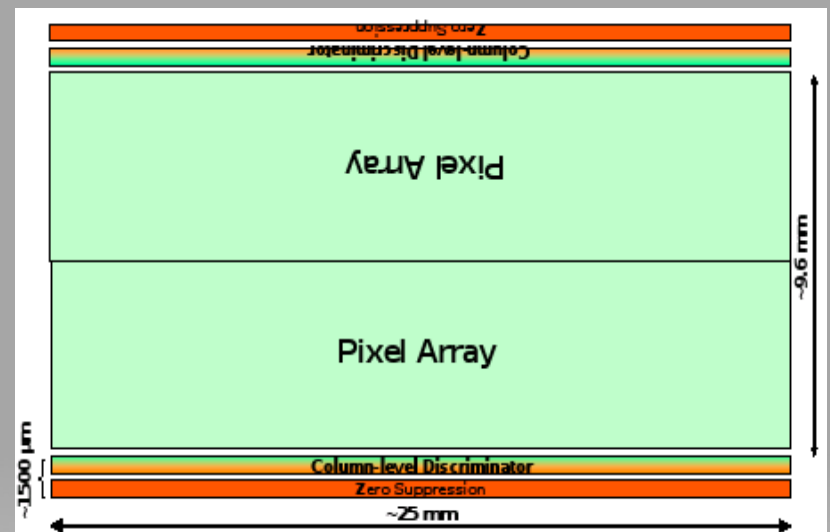 Zero Suppression
Column-level Discriminator
Pixel Array
~9.6 mm
Pixel Array
~1500 µm
Column-level Discriminator
Zero Suppression
~25 mm